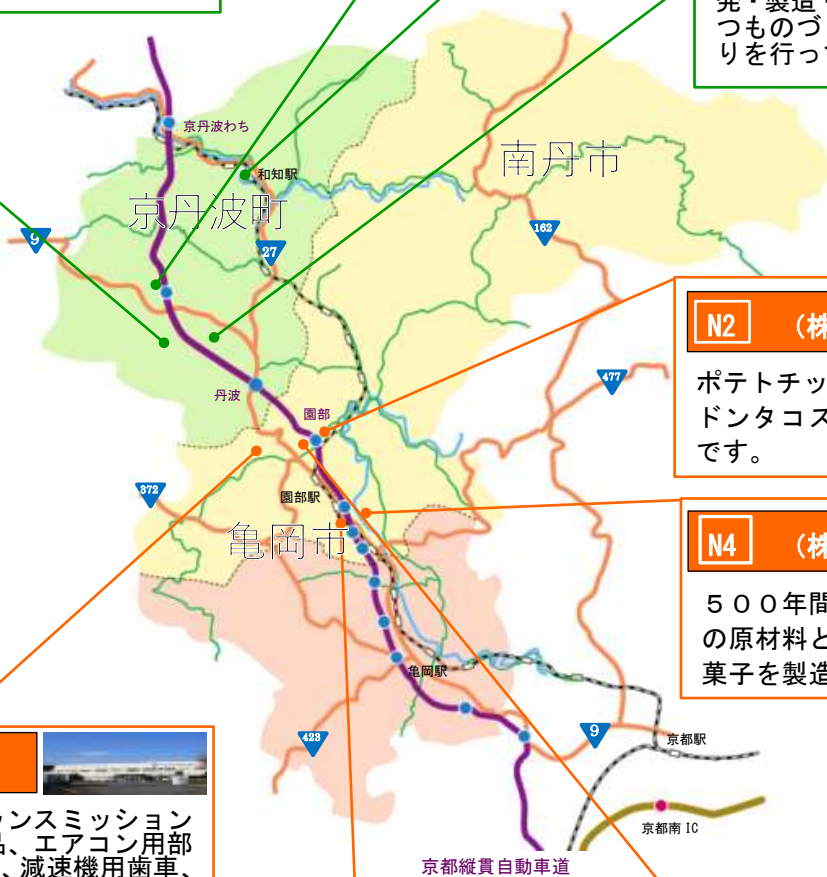 発・製造
つものづ
りを行って
京丹波わち
和知駅
南丹市
京丹波町
9
27
162
N2 (株
ポテトチッ
ドンタコス
です。
477
丹波
園部
372
園部駅
亀岡市
N4 (株
５００年間
の原材料と
菓子を製造
亀岡駅
423
9
京都駅
京都南IC
京都縦貫自動車道
ンスミッション
品、エアコン用部
、減速機用歯車、